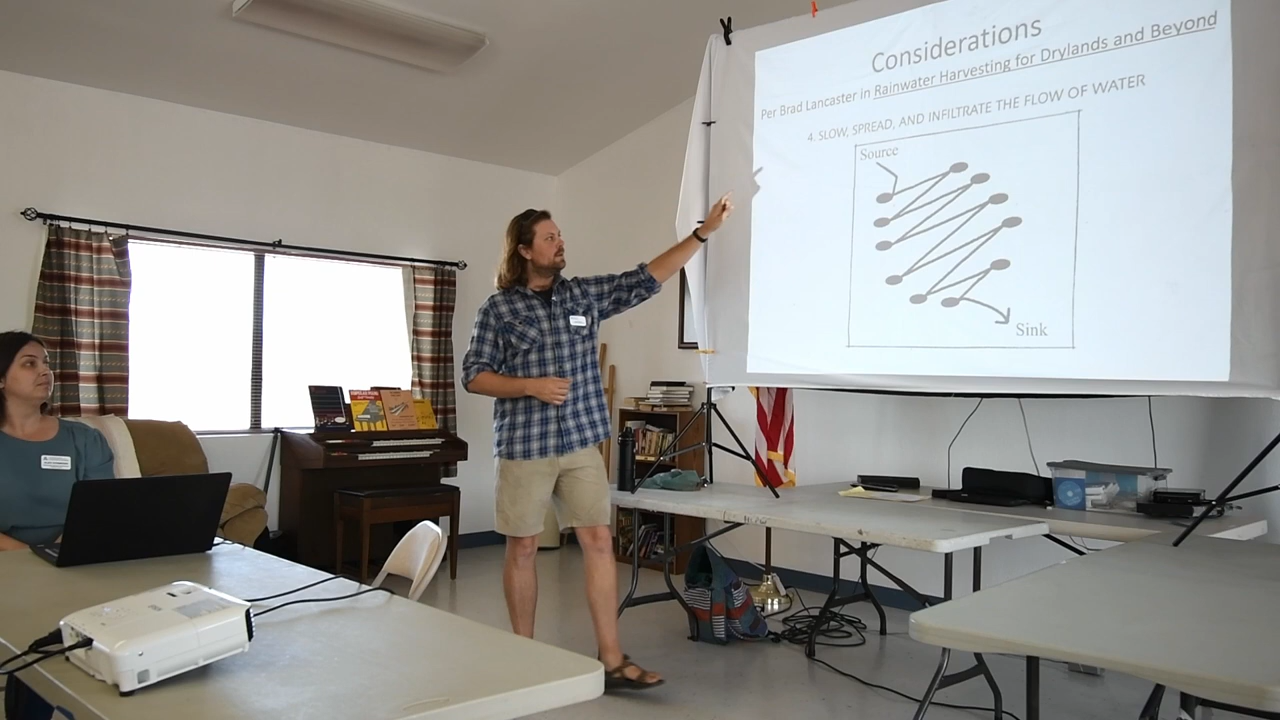 Considerations
Per Brad Lancaster in Rainwater Harvesting for Drylands and Beyond
4. SLOW, SPREAD, AND INFILTRATE THE FLOW OF WATER
Source
Sink